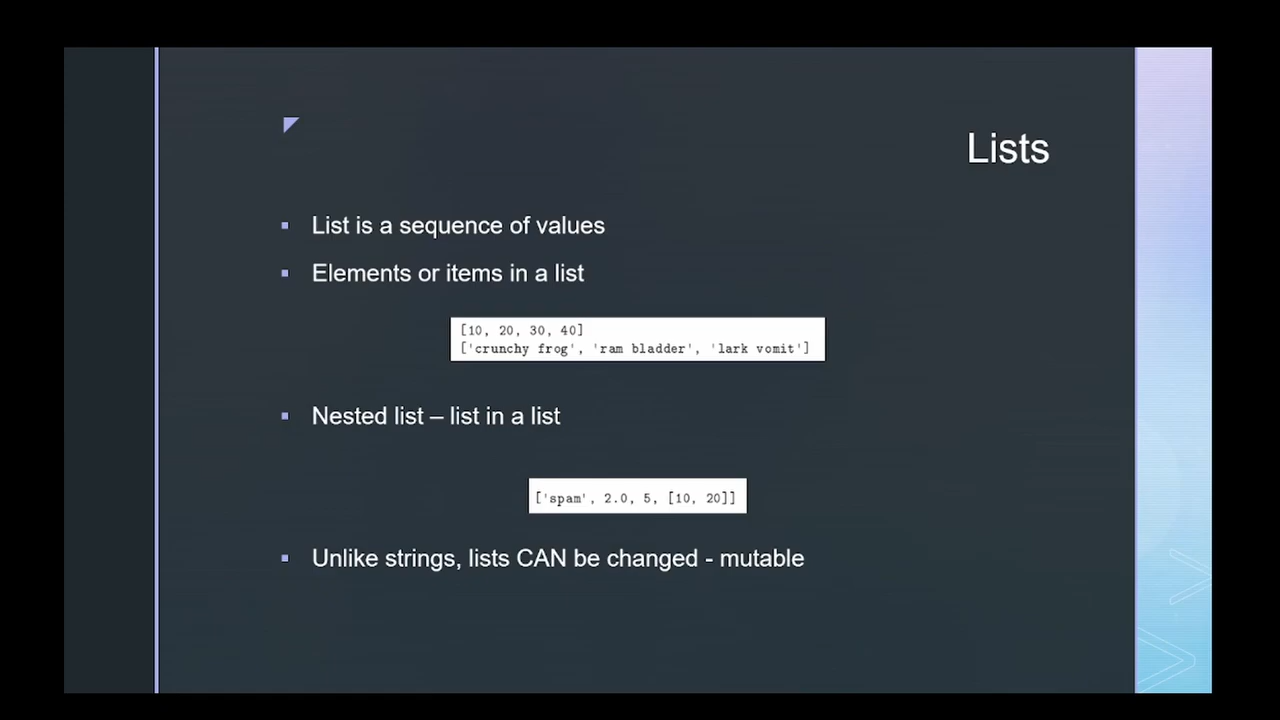 Lists
List is a sequence of values
Elements or items in a list
[10, 20, 30, 40]
['crunchy frog', 'ram bladder', 'lark vomit']
Nested list – list in a list
['spam', 2.0, 5, [10, 20]]
Unlike strings, lists CAN be changed - mutable